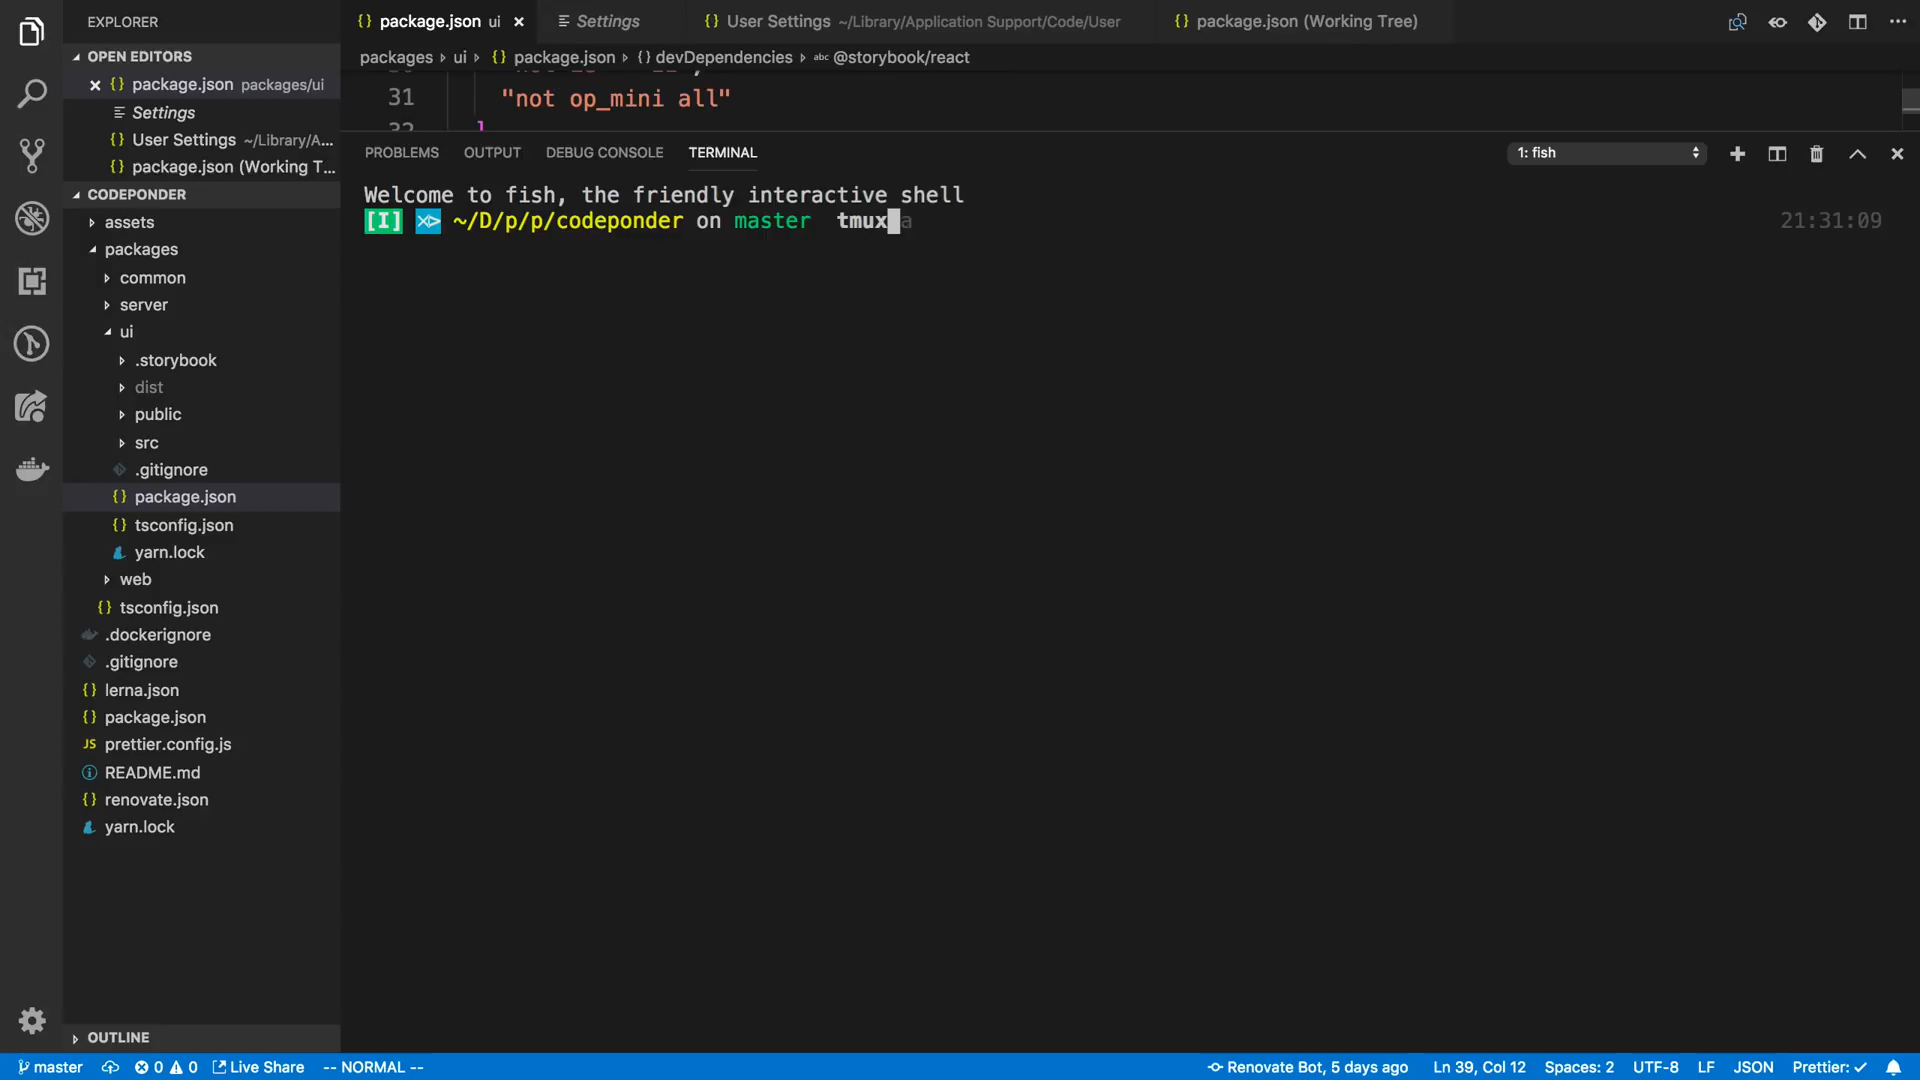 EXPLORER
OPEN EDITORS
package.json packages/ui
Settings
User Settings ~/Library/A...
package.json (Working T...
CODEPONDER
assets
packages
common
server
ui
.storybook
dist
public
src
.gitignore
package.json
tsconfig.json
yarn.lock
web
tsconfig.json
.dockerignore
.gitignore
lerna.json
package.json
JS prettier.config.js
README.md
renovate.json
yarn.lock
OUTLINE
package.json ui
Settings
User Settings ~/Library/Application Support/Code/User
package.json (Working Tree)
packages › ui › {} package.json › {} devDependencies › abc @storybook/react
31 "not op_mini all"
32 ]
PROBLEMS OUTPUT DEBUG CONSOLE TERMINAL 1: fish
Welcome to fish, the friendly interactive shell
[I] ~/D/p/p/codeponder on master tmux a 21:31:09
master 0 0 Live Share -- NORMAL -- Renovate Bot, 5 days ago Ln 39, Col 12 Spaces: 2 UTF-8 LF JSON Prettier: ✓